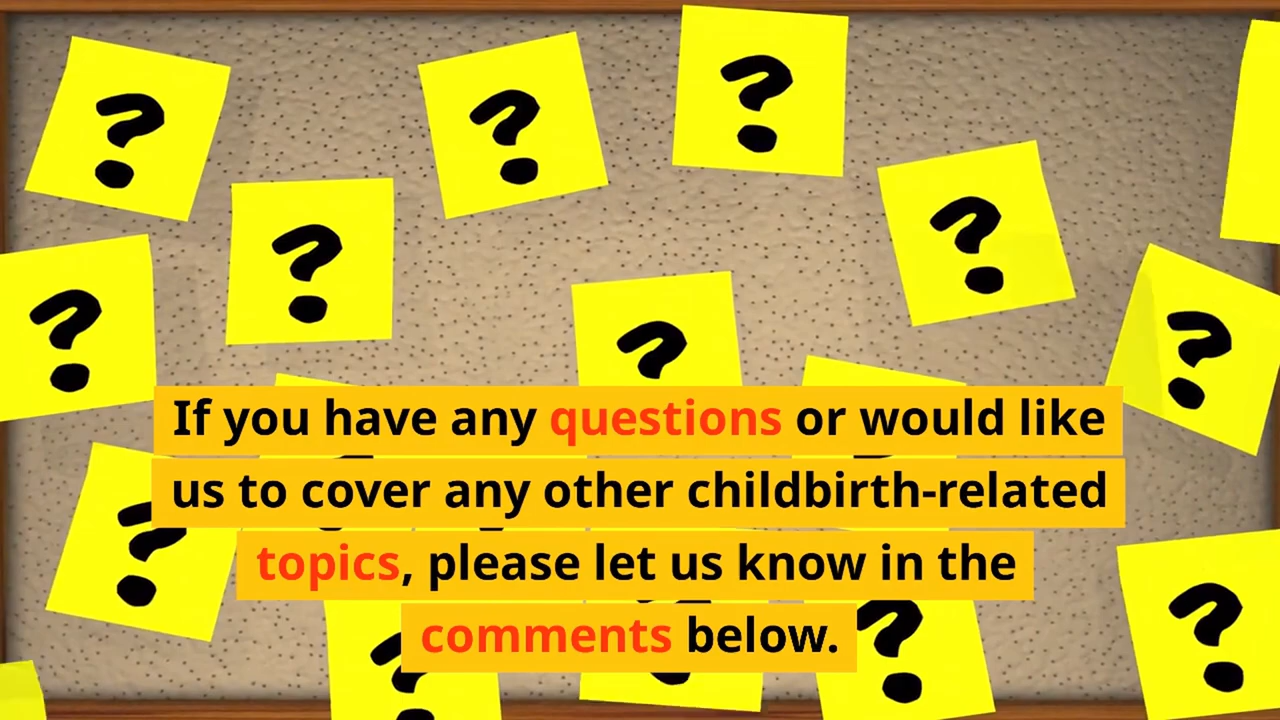 If you have any questions or would like
us to cover any other childbirth-related
topics, please let us know in the
comments below.